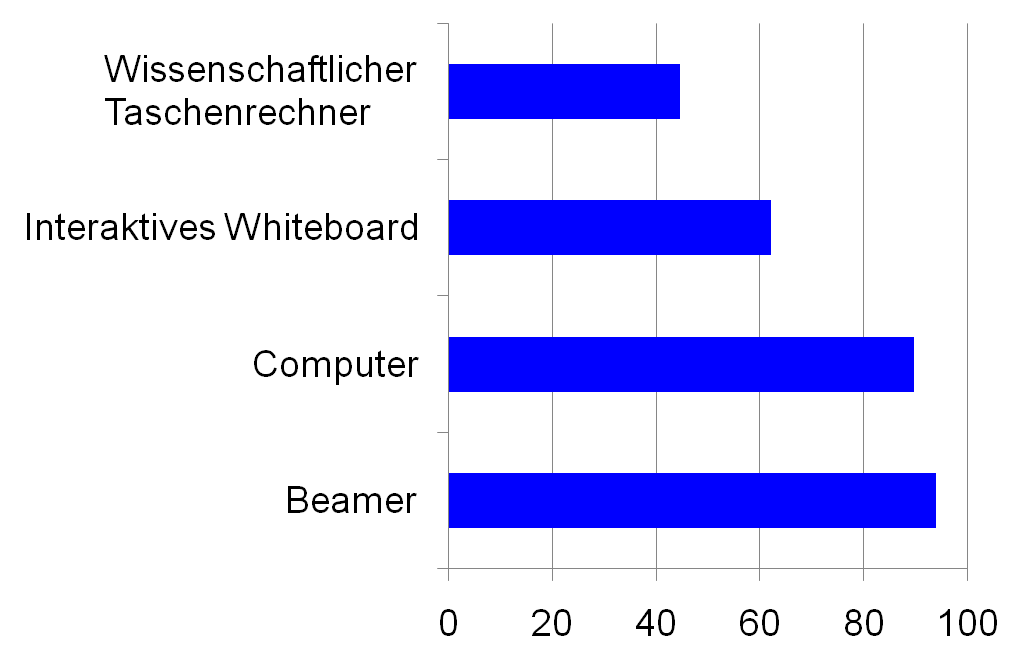 Wissenschaftlicher
Taschenrechner
Interaktives Whiteboard
Computer
Beamer
0 20 40 60 80 100